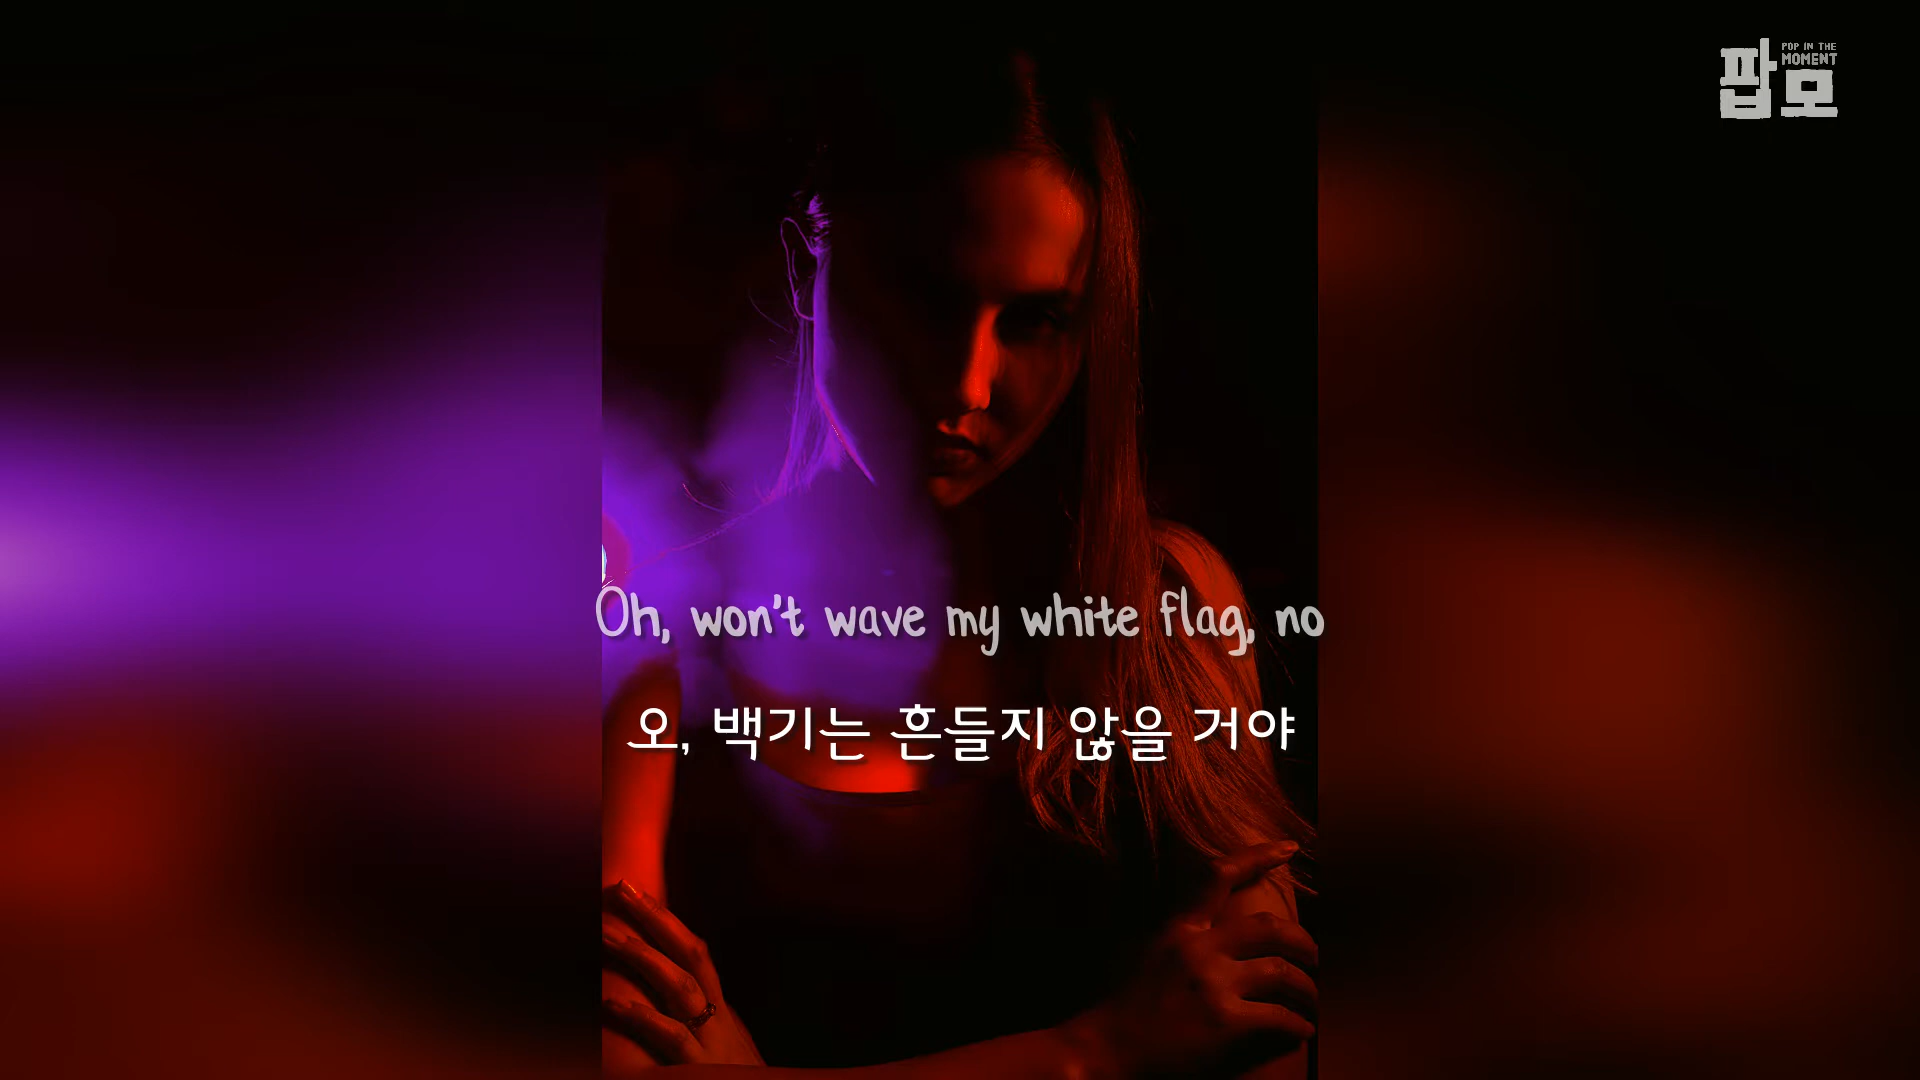 팝모
POP IN THE
MOMENT
Oh, won't wave my white flag, no
오, 백기는 흔들지 않을 거야